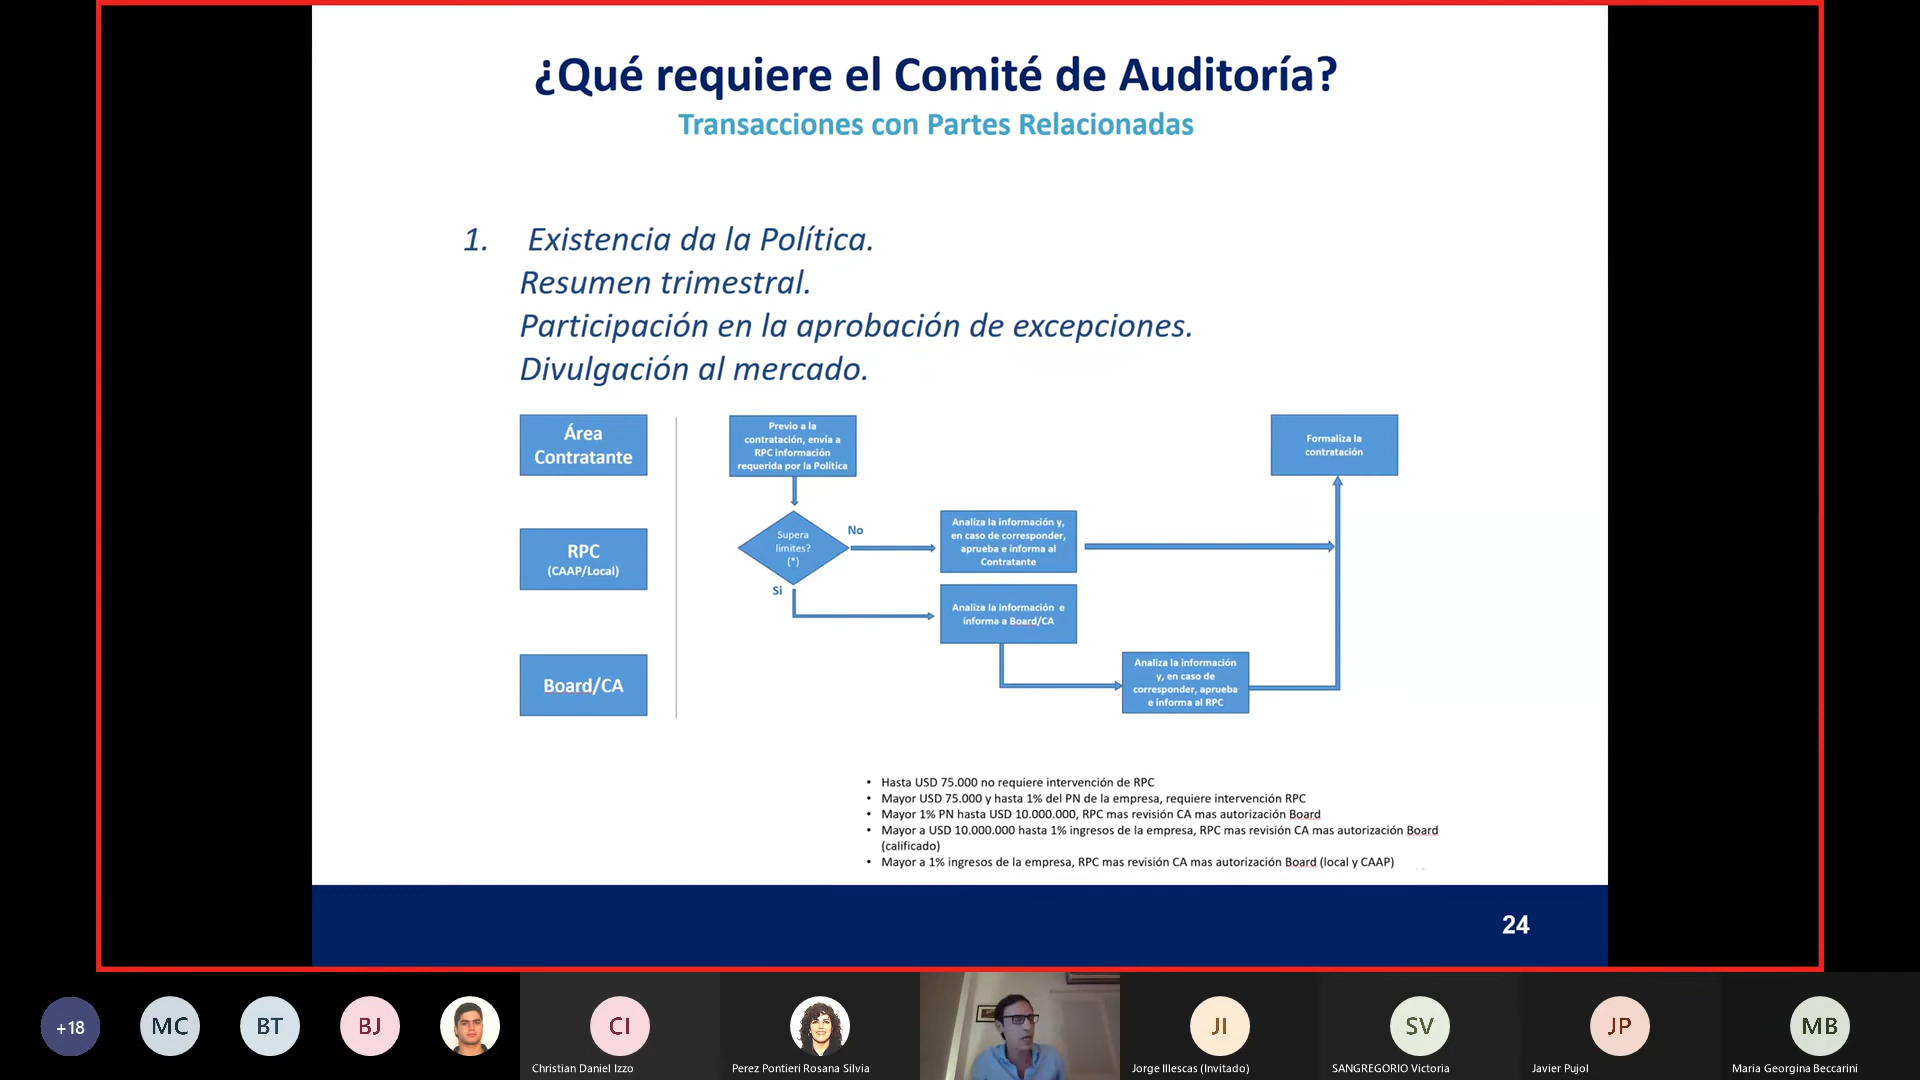 ¿Qué requiere el Comité de Auditoría?
Transacciones con Partes Relacionadas
1. Existencia da la Política.
Resumen trimestral.
Participación en la aprobación de excepciones.
Divulgación al mercado.
Área
Contratante
Previo a la
contratación, envía a
RPC información
requerida por la Política
Formaliza la
contratación
RPC
(CAAP/Local)
Supera
limites?
(*)
No
Si
Analiza la información y,
en caso de corresponder,
aprueba e informa al
Contratante
Analiza la información e
informa a Board/CA
Board/CA
Analiza la información
y, en caso de
corresponder, aprueba
e informa al RPC
• Hasta USD 75.000 no requiere intervención de RPC
• Mayor USD 75.000 y hasta 1% del PN de la empresa, requiere intervención RPC
• Mayor 1% PN hasta USD 10.000.000, RPC mas revisión CA mas autorización Board
• Mayor a USD 10.000.000 hasta 1% ingresos de la empresa, RPC mas revisión CA mas autorización Board
(calificado)
• Mayor a 1% ingresos de la empresa, RPC mas revisión CA mas autorización Board (local y CAAP)
24
+18
MC
BT
BJ
CI
Christian Daniel Izzo
Perez Pontieri Rosana Silvia
JI
Jorge Illescas (Invitado)
SV
SANGREGORIO Victoria
JP
Javier Pujol
MB
Maria Georgina Beccarini